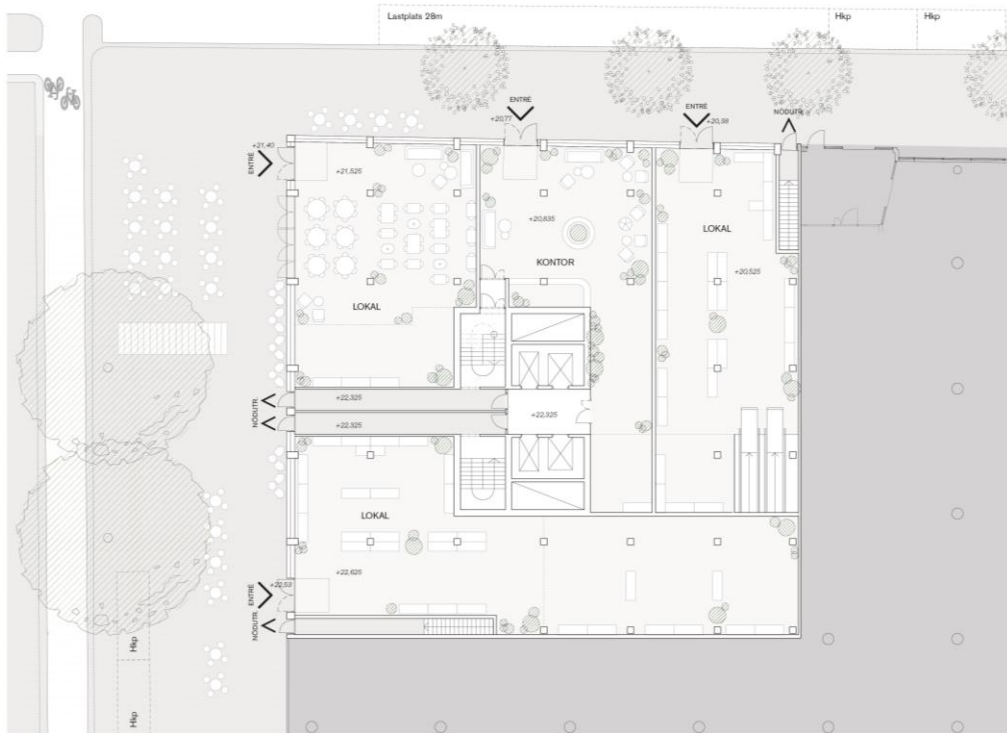 Lastplats 28m
Hkp
Hkp
ENTRÉ
+20,77
ENTRÉ
+20,58
NÖDUTR.
+21,40
ENTRÉ
+21,525
+20,835
KONTOR
LOKAL
+20,525
LOKAL
NÖDUTR.
+22,325
NÖDUTR.
+22,325
+22,325
LOKAL
+22,625
+22,53
ENTRÉ
NÖDUTR.
Hkp
Hkp